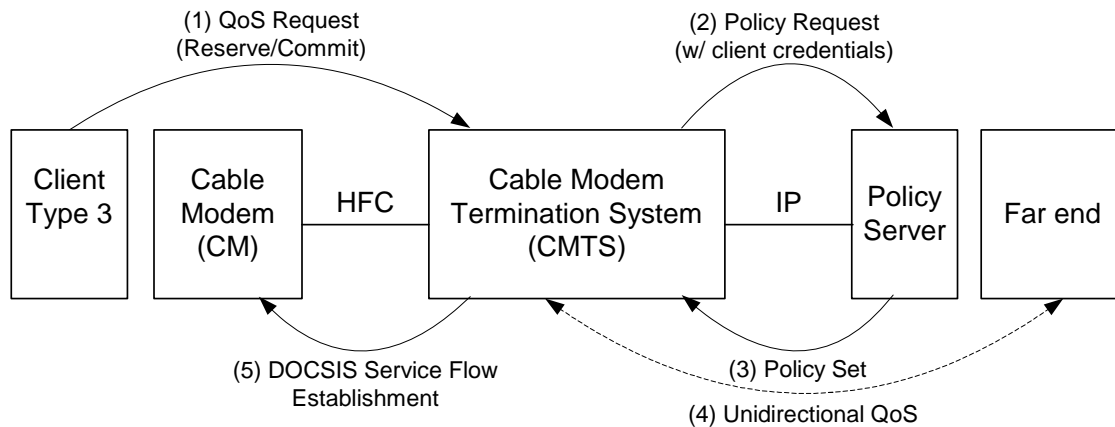 (1) QoS Request
(Reserve/Commit)
(2) Policy Request
(w/ client credentials)
Client
Type 3
Cable
Modem
(CM)
HFC
Cable Modem
Termination System
(CMTS)
IP
Policy
Server
Far end
(5) DOCSIS Service Flow
Establishment
(3) Policy Set
(4) Unidirectional QoS